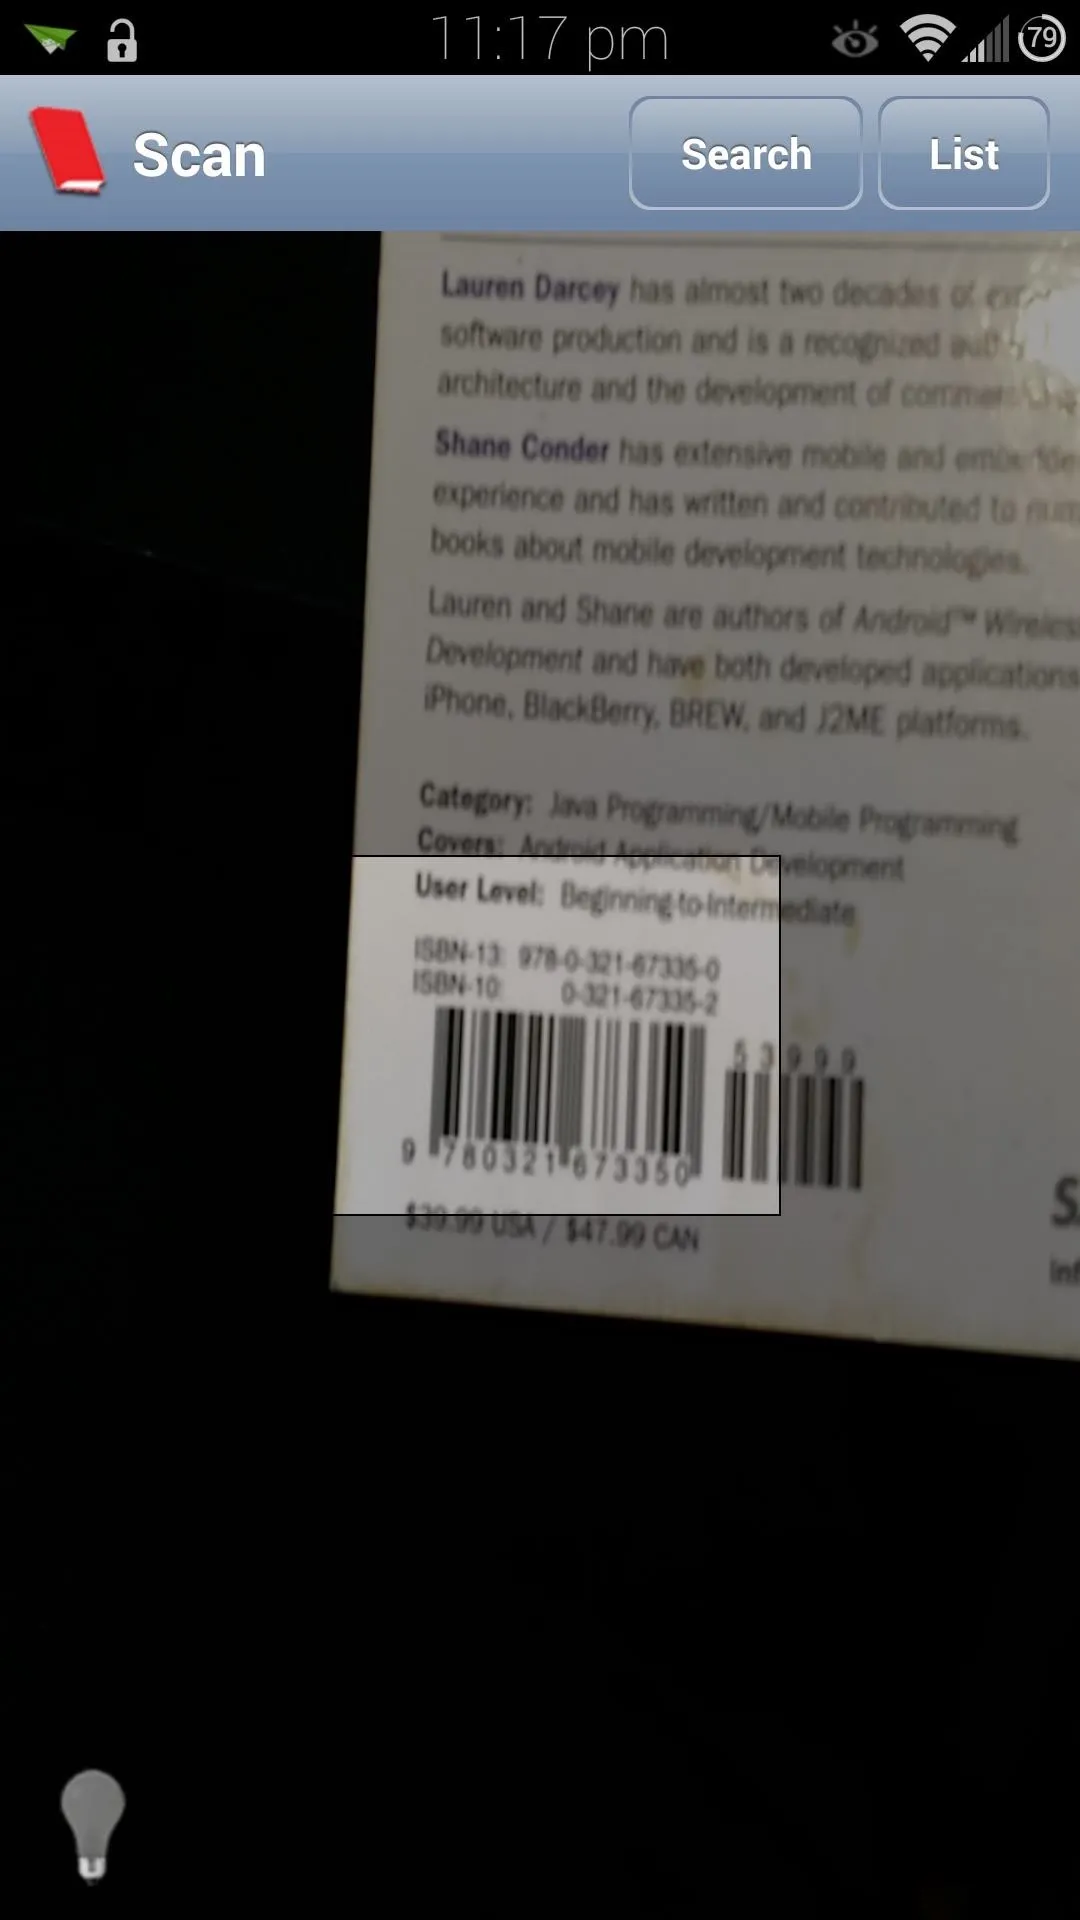 11:17 pm
79
Scan
Search
List
Lauren Darcey has almost two decades of
software production and is a recognized
architecture and the development of
Shane Conder has extensive mobile and
experience and has written and contributed to
books about mobile development technologies.
Lauren and Shane are authors of Android™ Wireless
Development and have both developed applications
iPhone, BlackBerry, BREW, and J2ME platforms.
Category: Java Programming/Mobile Programming
Covers: Android Application Development
User Level: Beginning-to-Intermediate
ISBN-13: 978-0-321-67335-0
ISBN-10: 0-321-67335-2
53999
9 780321 673350
$39.99 USA / $47.99 CAN